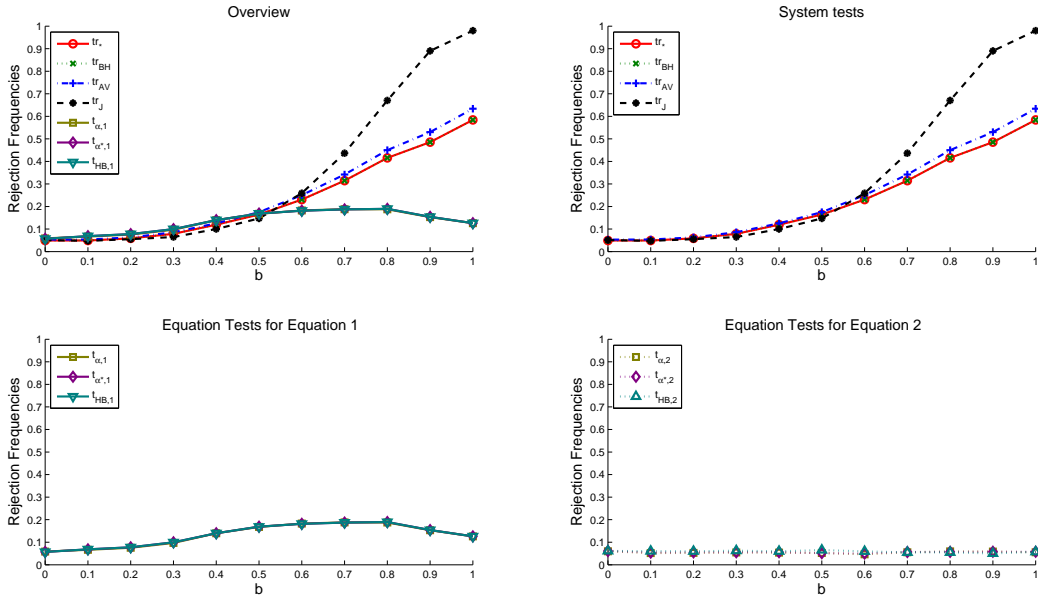 Overview
Rejection Frequencies
1
0.9
0.8
0.7
0.6
0.5
0.4
0.3
0.2
0.1
0
tr*
trBH
trAV
trJ
tα,1
tα*,1
tHB,1
0 0.1 0.2 0.3 0.4 0.5 0.6 0.7 0.8 0.9 1
b
System tests
Rejection Frequencies
1
0.9
0.8
0.7
0.6
0.5
0.4
0.3
0.2
0.1
0
tr*
trBH
trAV
trJ
0 0.1 0.2 0.3 0.4 0.5 0.6 0.7 0.8 0.9 1
b
Equation Tests for Equation 1
Rejection Frequencies
1
0.9
0.8
0.7
0.6
0.5
0.4
0.3
0.2
0.1
0
tα,1
tα*,1
tHB,1
0 0.1 0.2 0.3 0.4 0.5 0.6 0.7 0.8 0.9 1
b
Equation Tests for Equation 2
Rejection Frequencies
1
0.9
0.8
0.7
0.6
0.5
0.4
0.3
0.2
0.1
0
tα,2
tα*,2
tHB,2
0 0.1 0.2 0.3 0.4 0.5 0.6 0.7 0.8 0.9 1
b